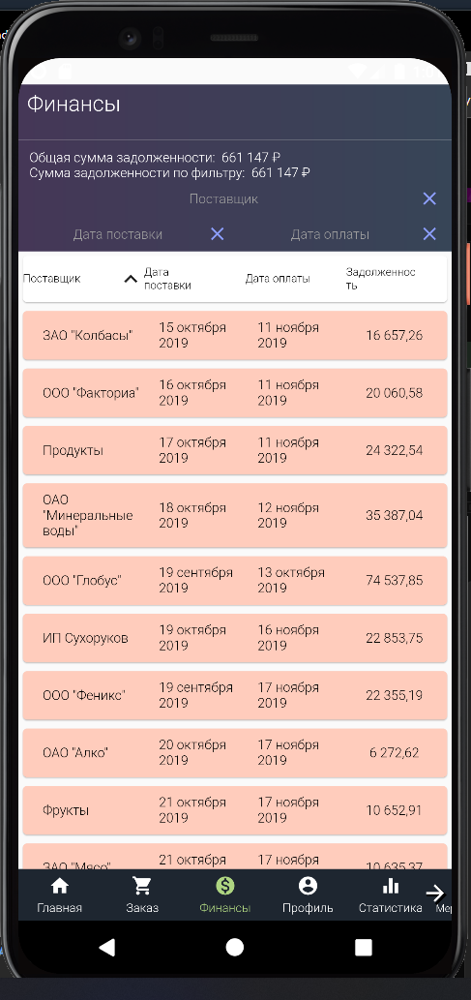 Финансы
Общая сумма задолженности: 661 147 ₽
Сумма задолженности по фильтру: 661 147 ₽
Поставщик
Дата поставки
Дата оплаты
Поставщик
Дата
поставки
Дата оплаты
Задолженнос
ть
ЗАО "Колбасы"
15 октября
2019
11 ноября
2019
16 657,26
ООО "Фактория"
16 октября
2019
11 ноября
2019
20 060,58
Продукты
17 октября
2019
11 ноября
2019
24 322,54
ОАО
"Минеральные
воды"
18 октября
2019
12 ноября
2019
35 387,04
ООО "Глобус"
19 сентября
2019
13 октября
2019
74 537,85
ИП Сухоруков
19 октября
2019
16 ноября
2019
22 853,75
ООО "Феникс"
19 сентября
2019
17 ноября
2019
22 355,19
ОАО "Алко"
20 октября
2019
17 ноября
2019
6 272,62
Фрукты
21 октября
2019
17 ноября
2019
10 652,91
ЗАО "Мясо"
21 октября
17 ноября
10 635,37
Главная
Заказ
Финансы
Профиль
Статистика
Мер